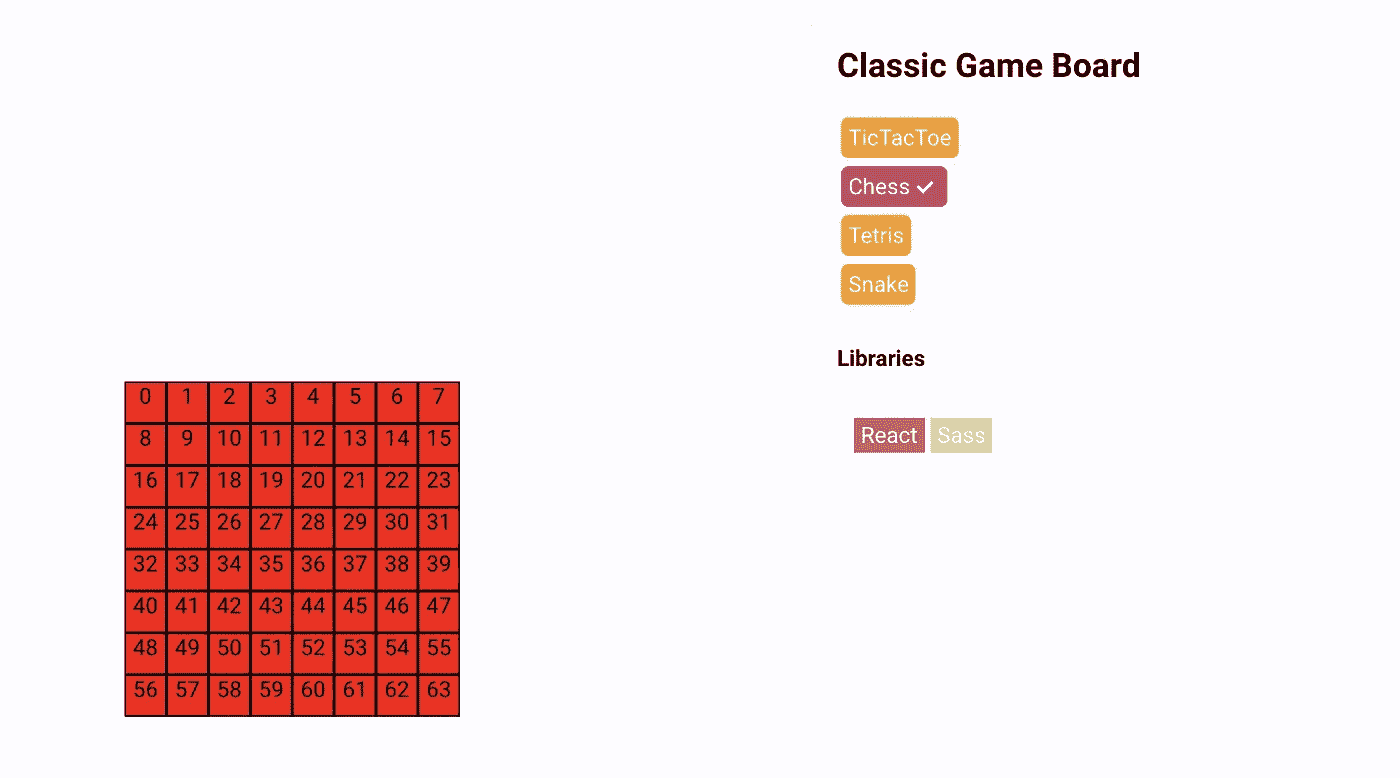 Classic Game Board
TicTacToe
Chess ✓
Tetris
Snake
Libraries
React Sass
0 1 2 3 4 5 6 7
8 9 10 11 12 13 14 15
16 17 18 19 20 21 22 23
24 25 26 27 28 29 30 31
32 33 34 35 36 37 38 39
40 41 42 43 44 45 46 47
48 49 50 51 52 53 54 55
56 57 58 59 60 61 62 63